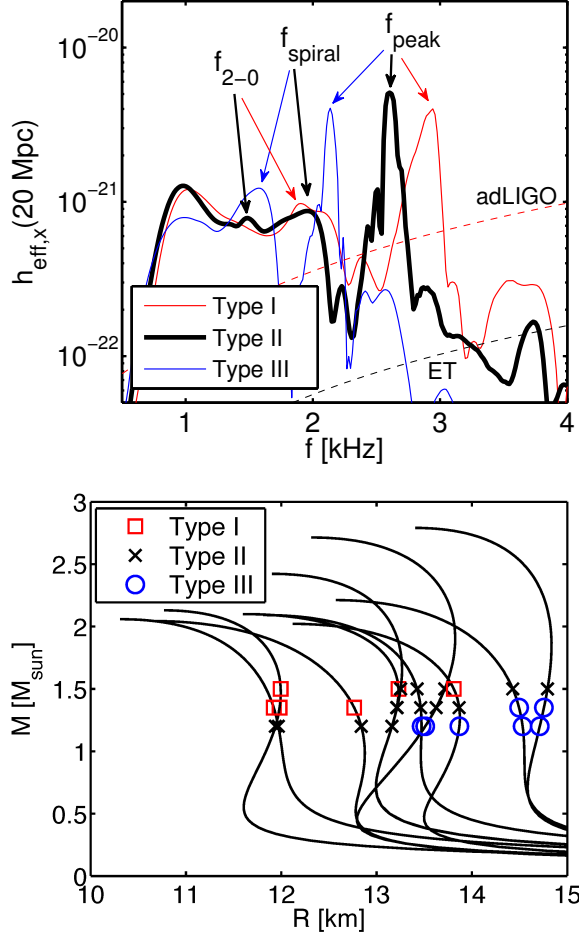 f_peak
f_spiral
f_2−0
10^−20
10^−21
10^−22
h_eff,x(20 Mpc)
adLIGO
ET
Type I
Type II
Type III
1 2 3 4
f [kHz]
3
2.5
2
1.5
1
0.5
0
M [M_sun]
Type I
Type II
Type III
10 11 12 13 14 15
R [km]